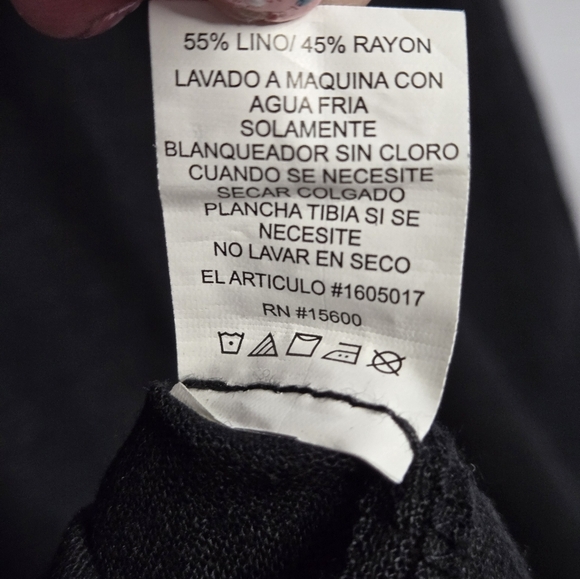 55% LINO/ 45% RAYON
LAVADO A MAQUINA CON
AGUA FRIA
SOLAMENTE
BLANQUEADOR SIN CLORO
CUANDO SE NECESITE
SECAR COLGADO
PLANCHA TIBIA SI SE
NECESITE
NO LAVAR EN SECO
EL ARTICULO #1605017
RN #15600